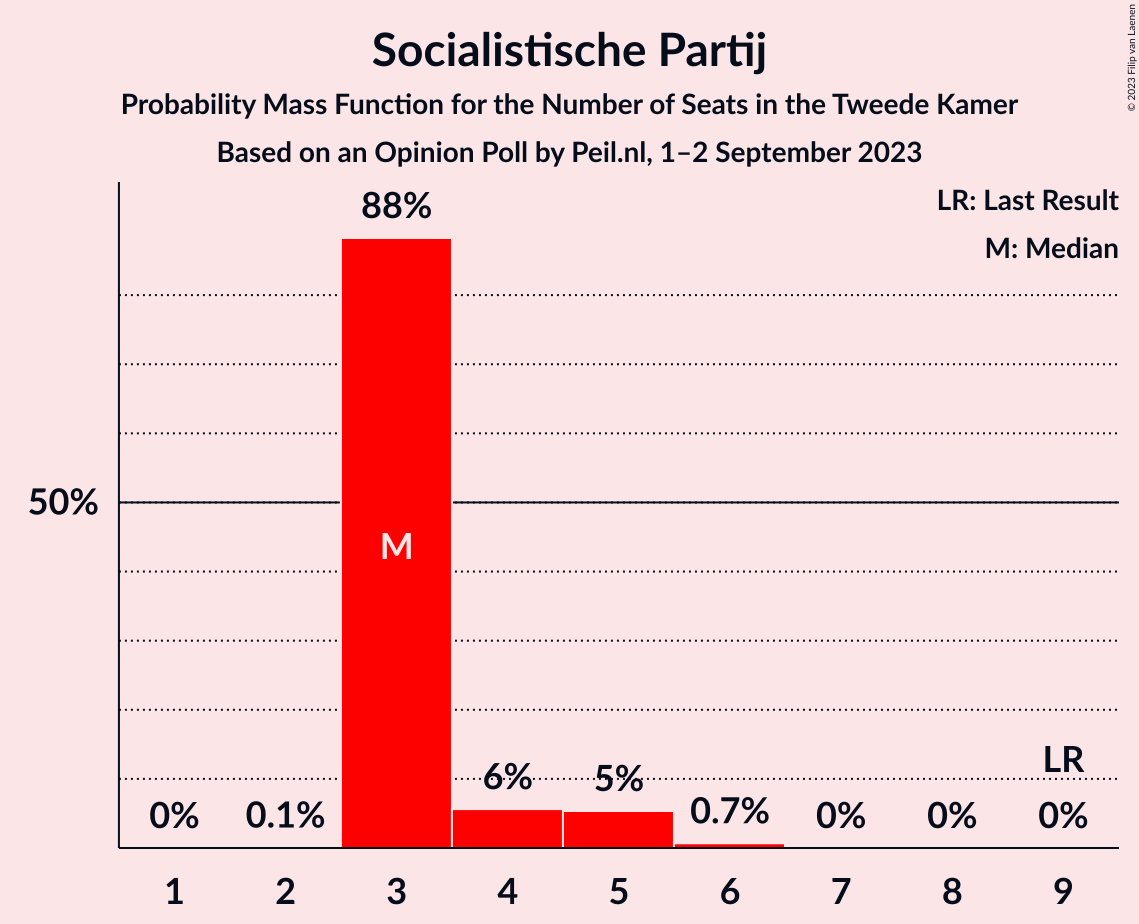 Socialistische Partij
Probability Mass Function for the Number of Seats in the Tweede Kamer
Based on an Opinion Poll by Peil.nl, 1–2 September 2023
© 2023 Filip van Laenen
LR: Last Result
M: Median
88%
50%
M
LR
0% 0.1% 6% 5% 0.7% 0% 0% 0%
1 2 3 4 5 6 7 8 9